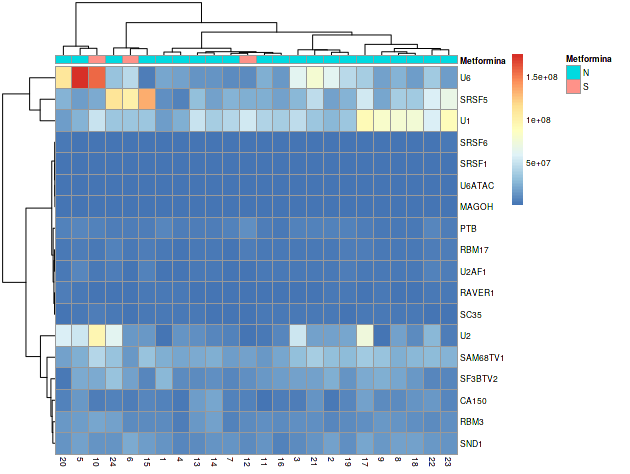 Metformina
U6
SRSF5
U1
SRSF6
SRSF1
U6ATAC
MAGOH
PTB
RBM17
U2AF1
RAVER1
SC35
U2
SAM68TV1
SF3BTV2
CA150
RBM3
SND1
20 5 10 24 6 15 1 4 13 14 7 12 11 16 3 21 2 19 17 9 8 18 22 23
1.5e+08
1e+08
5e+07
Metformina
N
S